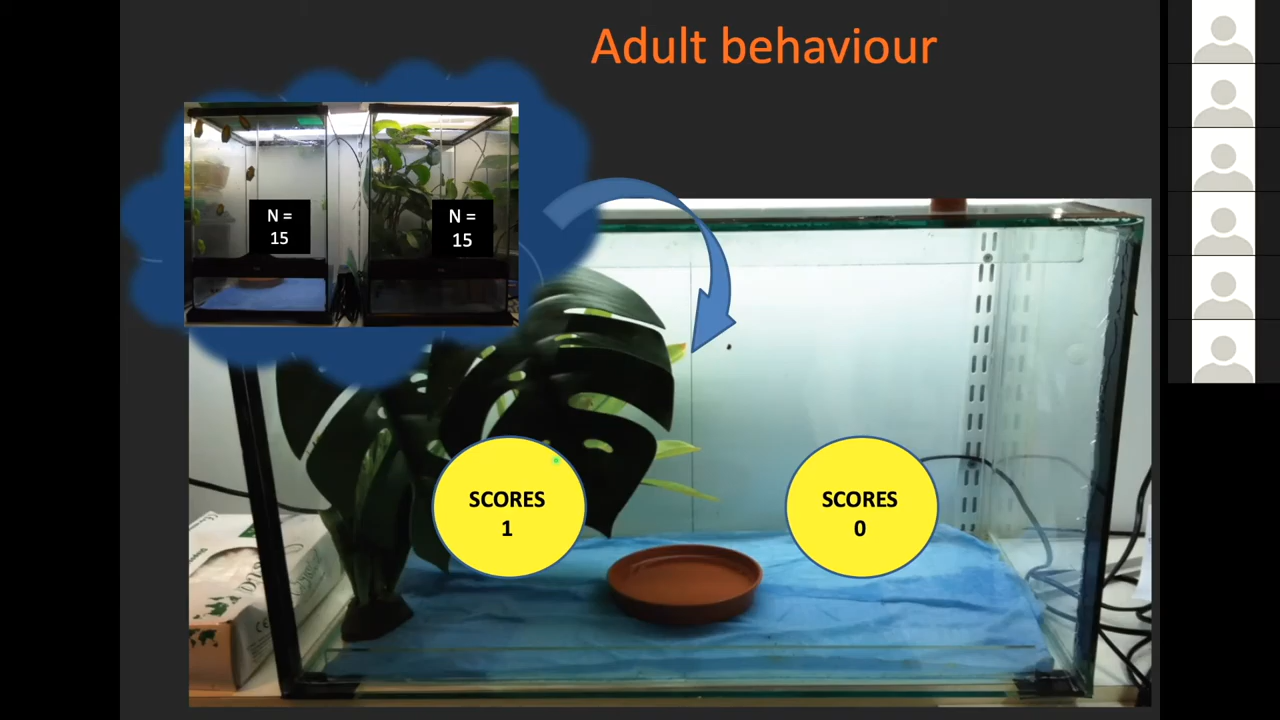 Adult behaviour
N =
15
N =
15
SCORES
1
SCORES
0